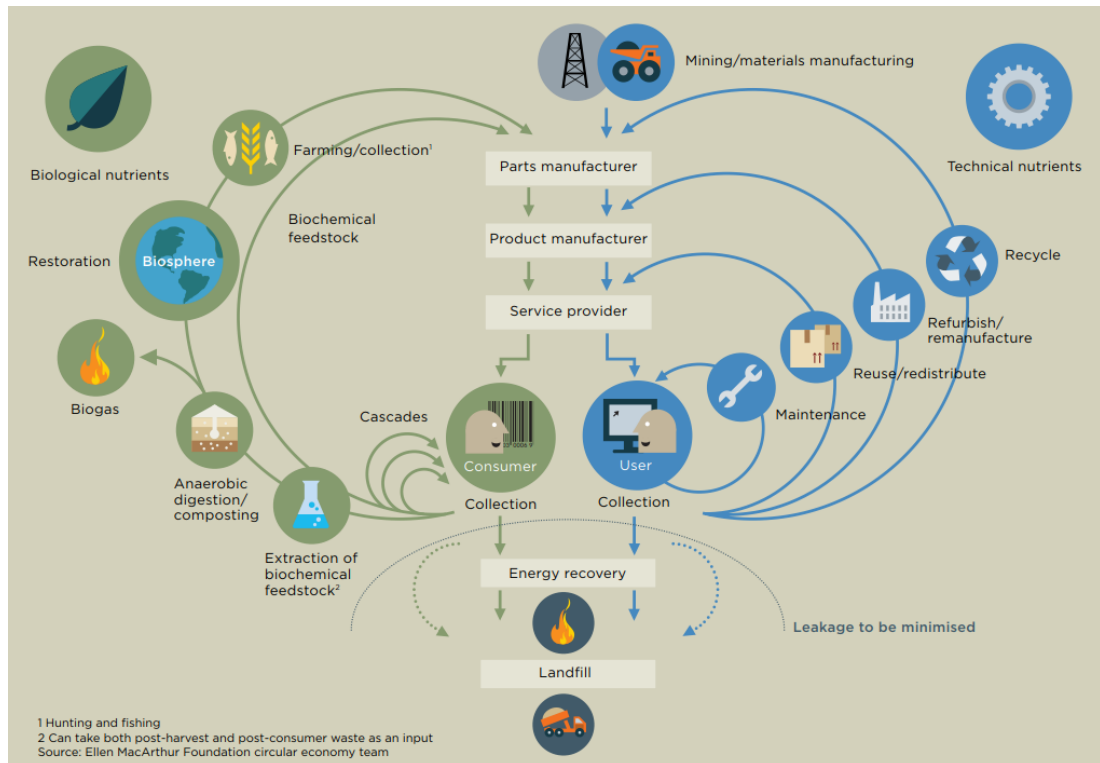 Mining/materials manufacturing
Biological nutrients
Farming/collection¹
Technical nutrients
Parts manufacturer
Biochemical
feedstock
Product manufacturer
Restoration
Biosphere
Recycle
Service provider
Refurbish/
remanufacture
Biogas
Reuse/redistribute
Cascades
Maintenance
Consumer
User
Anaerobic
digestion/
composting
Collection
Collection
Extraction of
biochemical
feedstock²
Energy recovery
Leakage to be minimised
Landfill
1 Hunting and fishing
2 Can take both post-harvest and post-consumer waste as an input
Source: Ellen MacArthur Foundation circular economy team